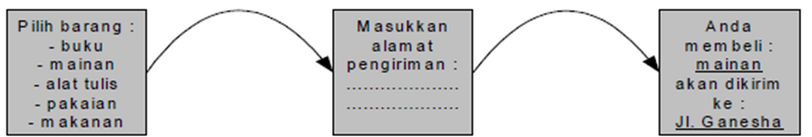 Pilih barang :
- buku
- mainan
- alat tulis
- pakaian
- makanan
Masukkan
alamat
pengiriman :
....................
....................
Anda
membeli :
mainan
akan dikirim
ke :
Jl. Ganesha